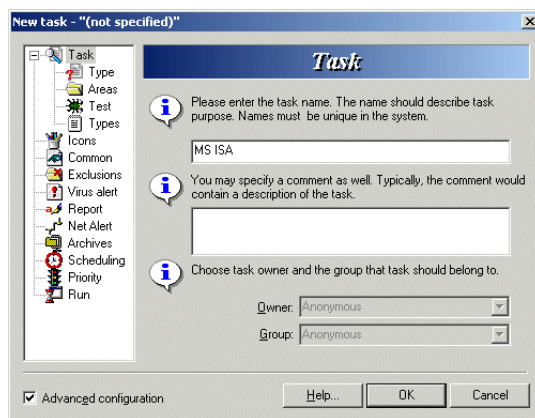 New task - "(not specified)"
Task
Type
Areas
Test
Types
Icons
Common
Exclusions
Virus alert
Report
Net Alert
Archives
Scheduling
Priority
Run
Task
Please enter the task name. The name should describe task
purpose. Names must be unique in the system.
MS ISA
You may specify a comment as well. Typically, the comment would
contain a description of the task.
Choose task owner and the group that task should belong to.
Owner: Anonymous
Group: Anonymous
Advanced configuration
Help...
OK
Cancel